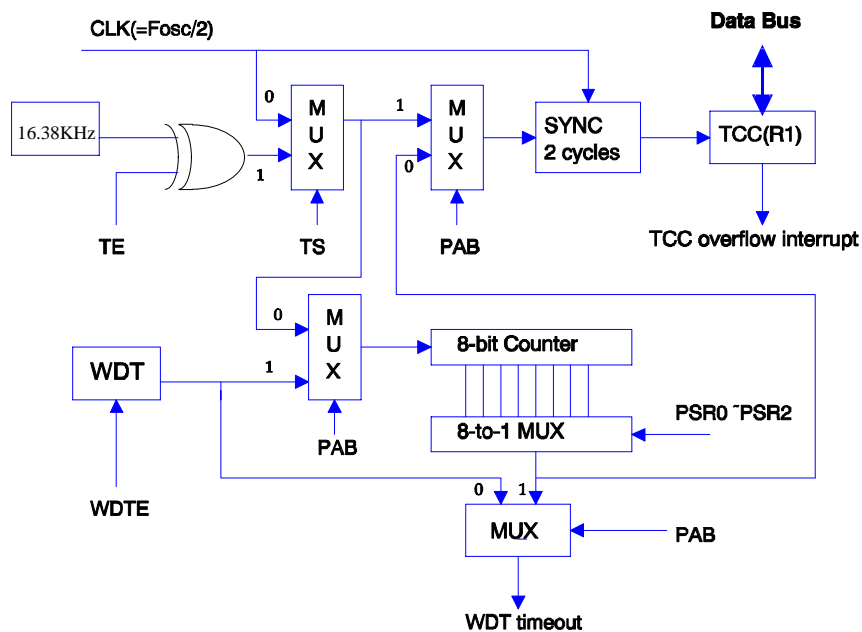 CLK(=Fosc/2)
Data Bus
0
M
U
X
1
M
U
X
0
16.38KHz
1
SYNC
2 cycles
TCC(R1)
TE
TS
PAB
TCC overflow interrupt
0
M
U
X
8-bit Counter
WDT
1
PAB
8-to-1 MUX
PSR0 ~PSR2
WDTE
0
1
MUX
PAB
WDT timeout